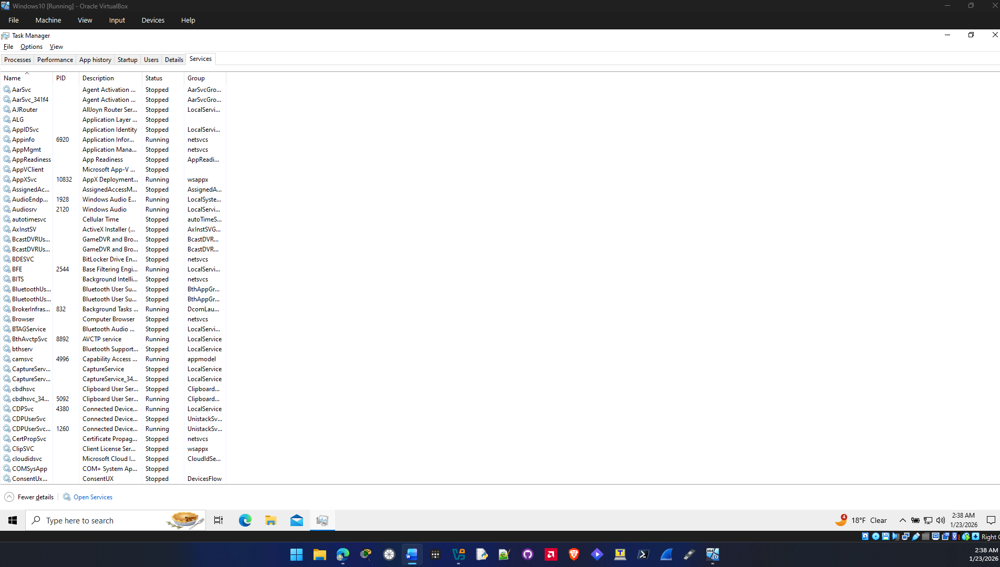 Windows10 [Running] - Oracle VirtualBox
File Machine View Input Devices Help
Task Manager
File Options View
Processes Performance App history Startup Users Details Services
Name PID Description Status Group
AarSvc Agent Activation ... Stopped AarSvcGro...
AarSvc_341f4 Agent Activation ... Stopped AarSvcGro...
AJRouter AllJoyn Router Ser... Stopped LocalServi...
ALG Application Layer ... Stopped
AppIDSvc Application Identity Stopped LocalServi...
Appinfo 6920 Application Infor... Running netsvcs
AppMgmt Application Mana... Stopped netsvcs
AppReadiness App Readiness Stopped AppReadi...
AppVClient Microsoft App-V ... Stopped
AppXSvc 10832 AppX Deployment... Running wsappx
AssignedAc... AssignedAccessM... Stopped AssignedA...
AudioEndp... 1928 Windows Audio E... Running LocalSyste...
Audiosrv 2120 Windows Audio Running LocalServi...
autotimesvc Cellular Time Stopped autoTimeS...
AxInstSV ActiveX Installer (... Stopped AxInstSVG...
BcastDVRUs... GameDVR and Bro... Stopped BcastDVR...
BcastDVRUs... GameDVR and Bro... Stopped BcastDVR...
BDESVC BitLocker Drive En... Stopped netsvcs
BFE 2544 Base Filtering Engi... Running LocalServi...
BITS Background Intelli... Stopped netsvcs
BluetoothUs... Bluetooth User Su... Stopped BthAppGr...
BluetoothUs... Bluetooth User Su... Stopped BthAppGr...
BrokerInfras... 832 Background Tasks ... Running DcomLau...
Browser Computer Browser Stopped netsvcs
BTAGService Bluetooth Audio ... Stopped LocalServi...
BthAvctpSvc 8892 AVCTP service Running LocalService
bthserv Bluetooth Support... Stopped LocalService
camsvc 4996 Capability Access ... Running appmodel
CaptureServ... CaptureService Stopped LocalService
CaptureServ... CaptureService_34... Stopped LocalService
cbdhsvc Clipboard User Ser... Stopped Clipboard...
cbdhsvc_34... 5092 Clipboard User Ser... Running Clipboard...
CDPSvc 4380 Connected Device... Running LocalService
CDPUserSvc Connected Device... Stopped UnistackSv...
CDPUserSvc... 1260 Connected Device... Running UnistackSv...
CertPropSvc Certificate Propag... Stopped netsvcs
ClipSVC Client License Ser... Stopped wsappx
cloudidsvc Microsoft Cloud I... Stopped CloudIdSe...
COMSysApp COM+ System Ap... Stopped
ConsentUx... ConsentUX Stopped DevicesFlow
Fewer details Open Services
Type here to search
4 18°F Clear
2:38 AM
1/23/2026
Right
2:38 AM
1/23/2026